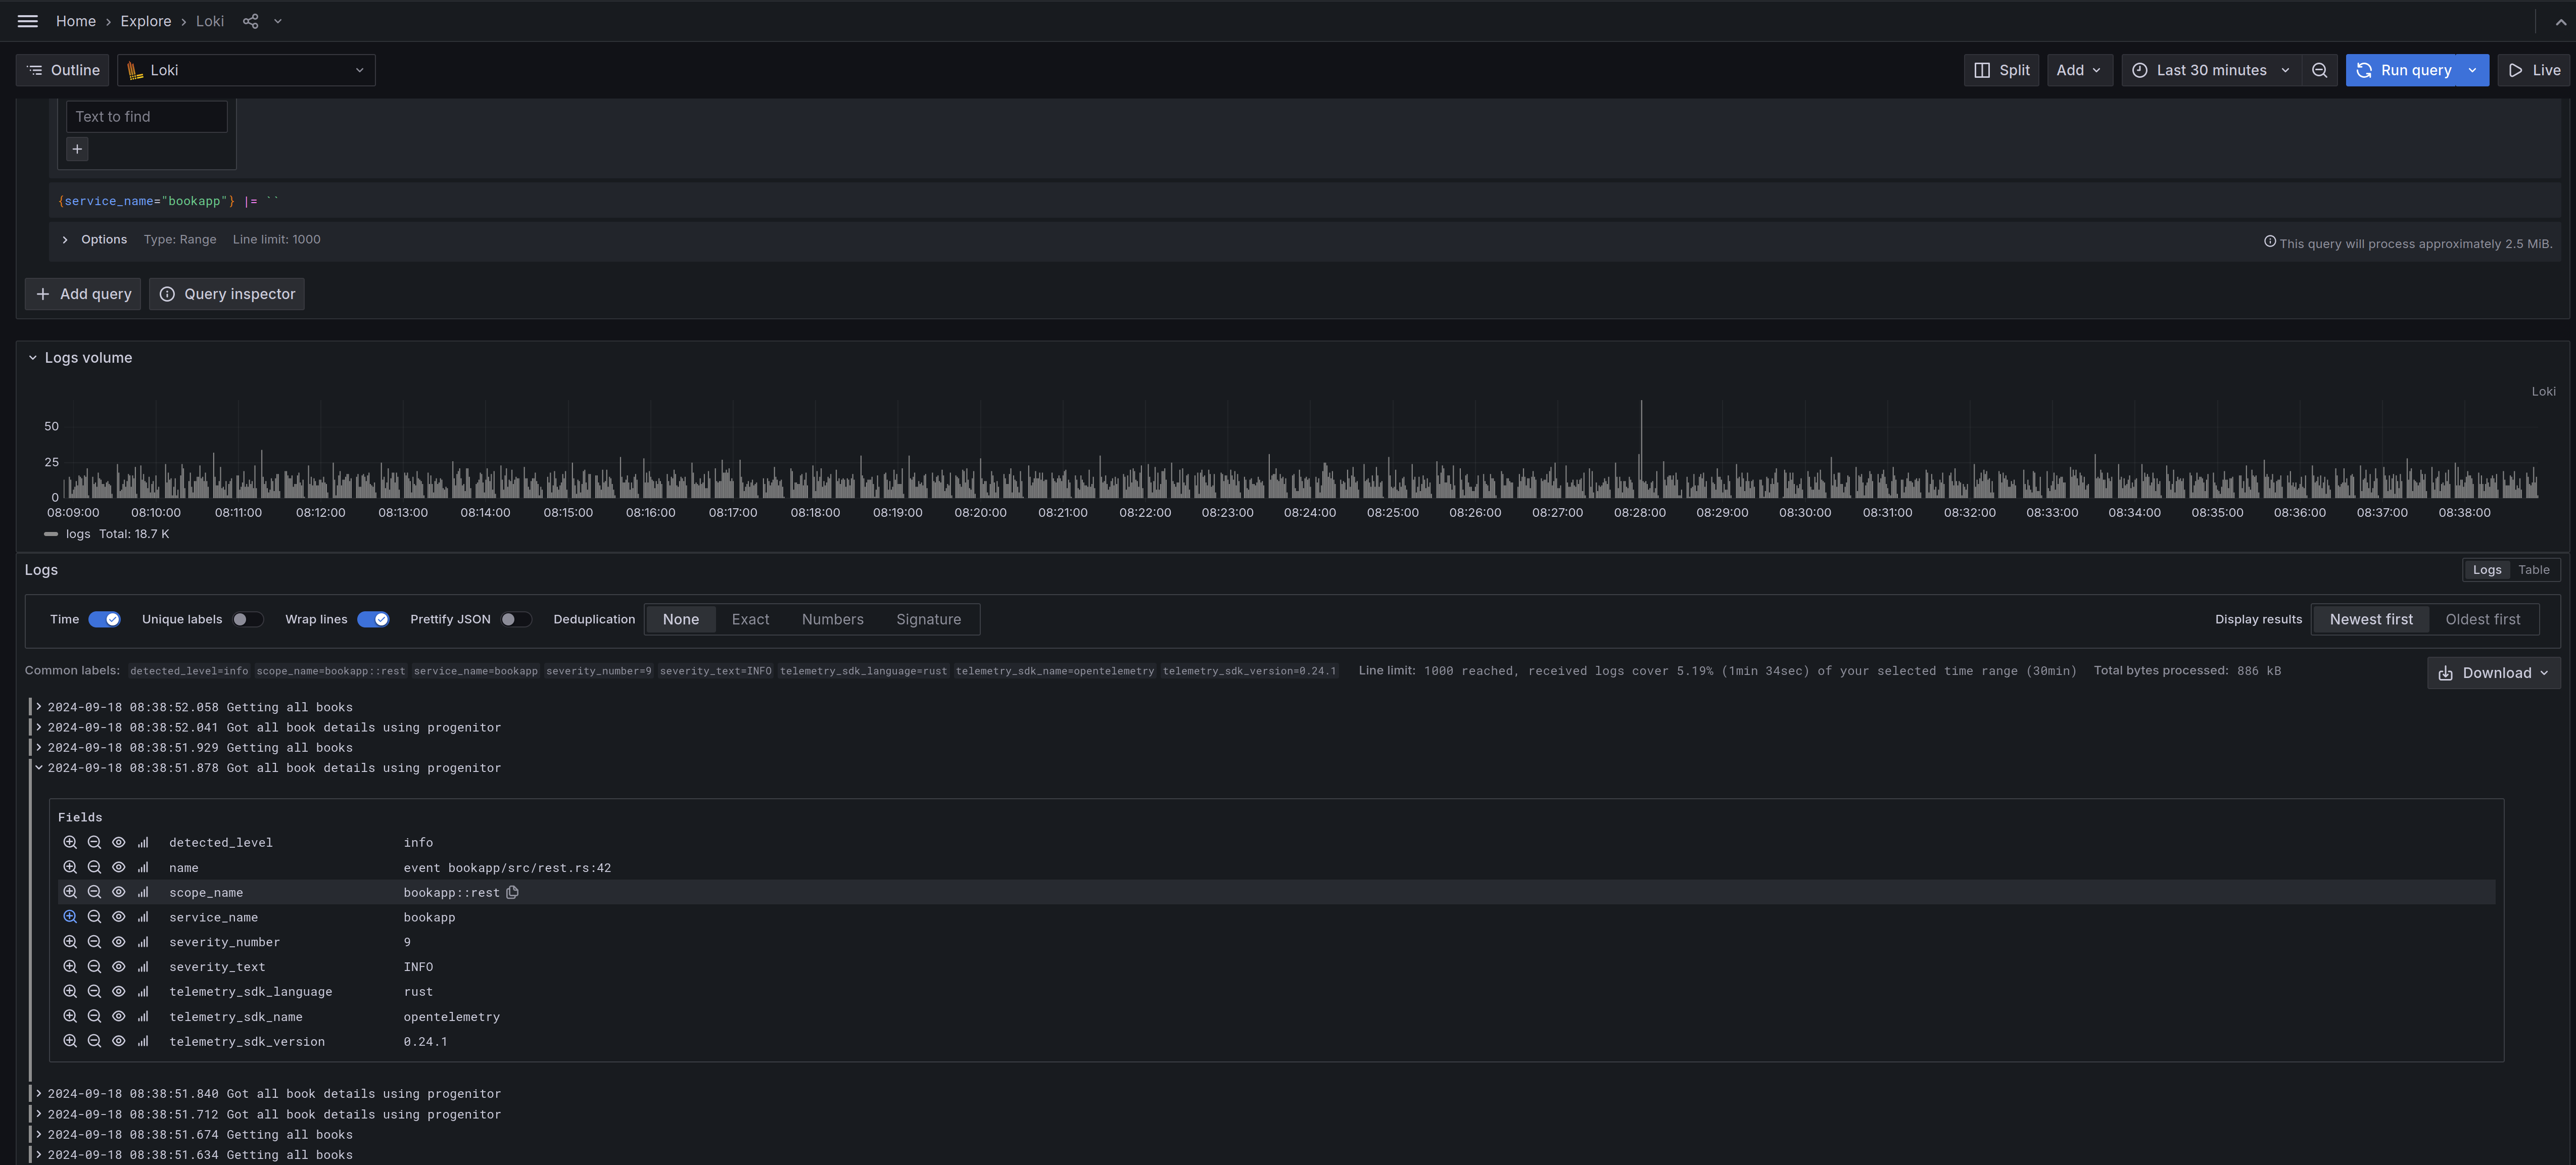 Home › Explore › Loki
Outline Loki Split Add Last 30 minutes Run query Live
Text to find
{service_name="bookapp"} |= ``
Options Type: Range Line limit: 1000 This query will process approximately 2.5 MiB.
Add query Query inspector
Logs volume
Loki
50
25
0
08:09:00 08:10:00 08:11:00 08:12:00 08:13:00 08:14:00 08:15:00 08:16:00 08:17:00 08:18:00 08:19:00 08:20:00 08:21:00 08:22:00 08:23:00 08:24:00 08:25:00 08:26:00 08:27:00 08:28:00 08:29:00 08:30:00 08:31:00 08:32:00 08:33:00 08:34:00 08:35:00 08:36:00 08:37:00 08:38:00
logs Total: 18.7 K
Logs Logs Table
Time Unique labels Wrap lines Prettify JSON Deduplication None Exact Numbers Signature Display results Newest first Oldest first
Common labels: detected_level=info scope_name=bookapp::rest service_name=bookapp severity_number=9 severity_text=INFO telemetry_sdk_language=rust telemetry_sdk_name=opentelemetry telemetry_sdk_version=0.24.1 Line limit: 1000 reached, received logs cover 5.19% (1min 34sec) of your selected time range (30min) Total bytes processed: 886 kB Download
2024-09-18 08:38:52.058 Getting all books
2024-09-18 08:38:52.041 Got all book details using progenitor
2024-09-18 08:38:51.929 Getting all books
2024-09-18 08:38:51.878 Got all book details using progenitor
Fields
detected_level info
name event bookapp/src/rest.rs:42
scope_name bookapp::rest
service_name bookapp
severity_number 9
severity_text INFO
telemetry_sdk_language rust
telemetry_sdk_name opentelemetry
telemetry_sdk_version 0.24.1
2024-09-18 08:38:51.840 Got all book details using progenitor
2024-09-18 08:38:51.712 Got all book details using progenitor
2024-09-18 08:38:51.674 Getting all books
2024-09-18 08:38:51.634 Getting all books